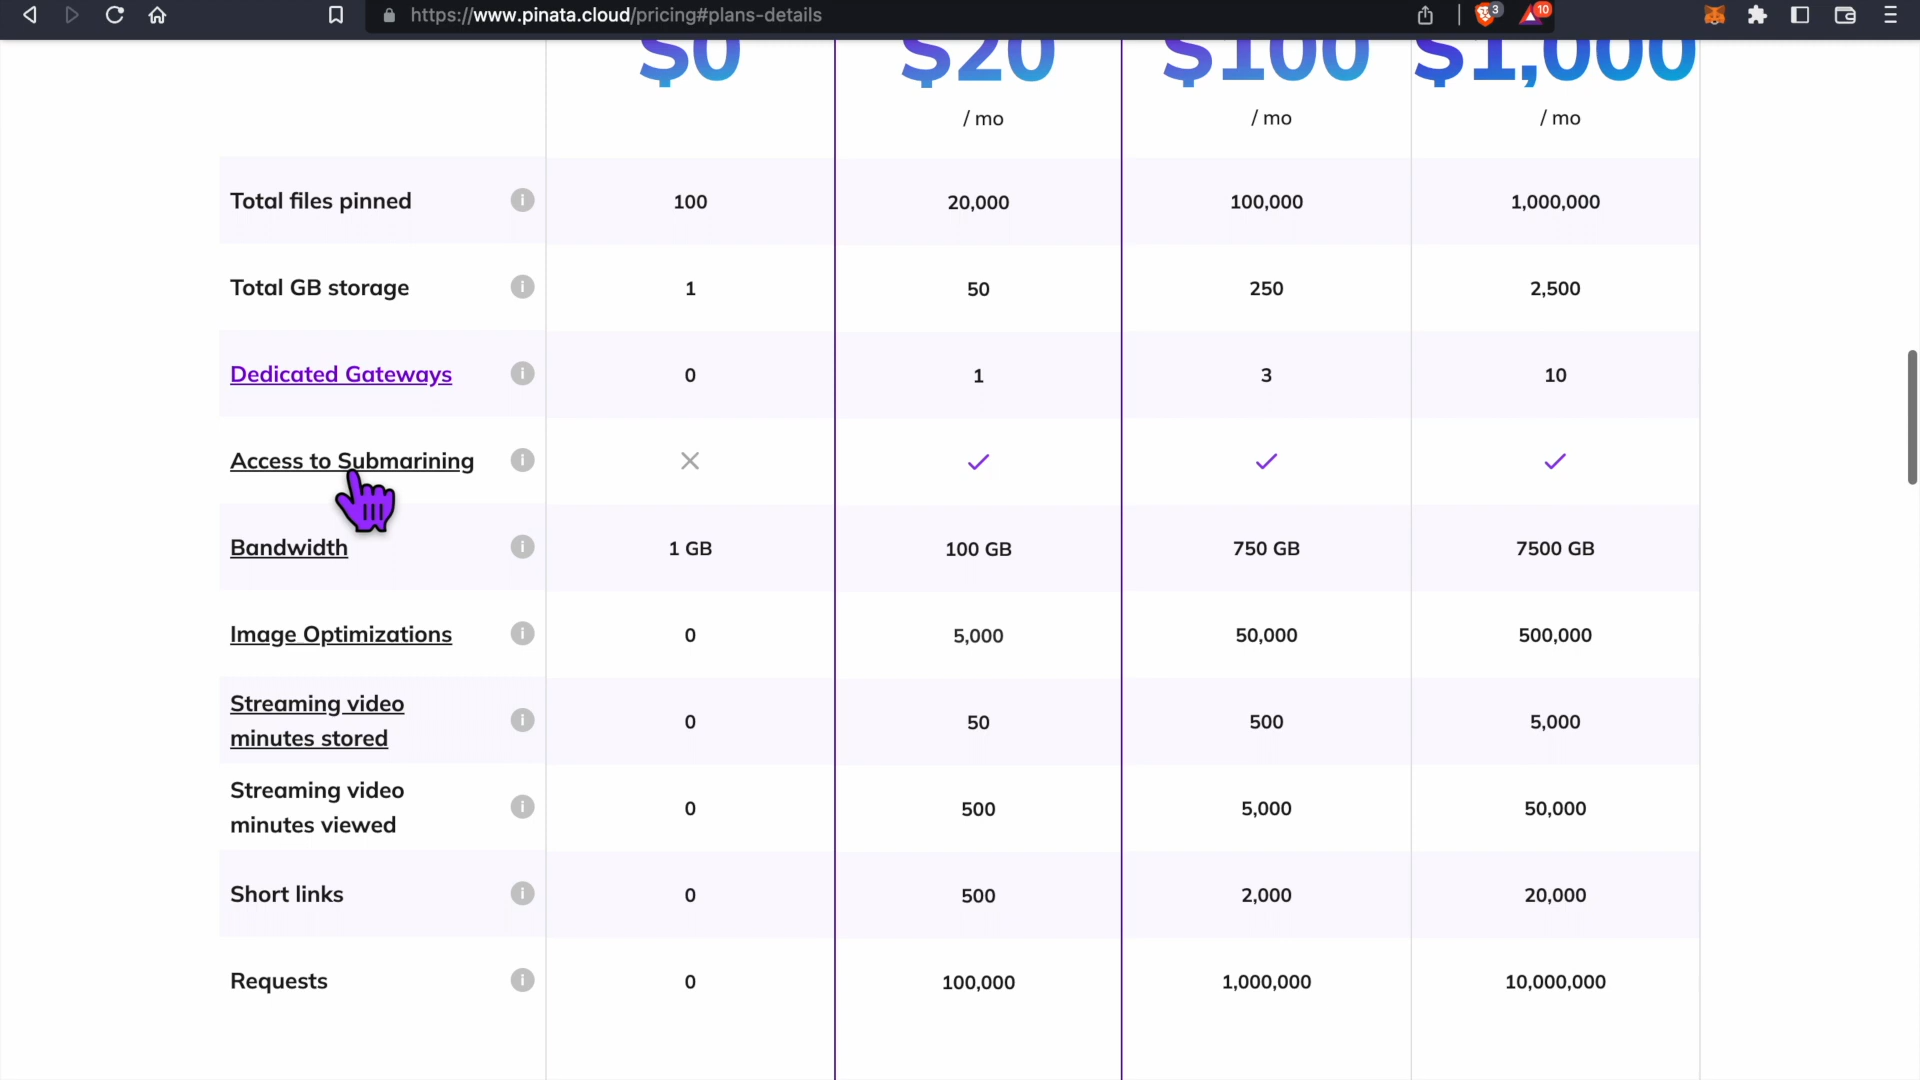 https://www.pinata.cloud/pricing#plans-details
3
10
$0 $20 $100 $1,000
/ mo / mo / mo
Total files pinned i 100 20,000 100,000 1,000,000
Total GB storage i 1 50 250 2,500
Dedicated Gateways i 0 1 3 10
Access to Submarining i
Bandwidth i 1 GB 100 GB 750 GB 7500 GB
Image Optimizations i 0 5,000 50,000 500,000
Streaming video
minutes stored i 0 50 500 5,000
Streaming video
minutes viewed i 0 500 5,000 50,000
Short links i 0 500 2,000 20,000
Requests i 0 100,000 1,000,000 10,000,000